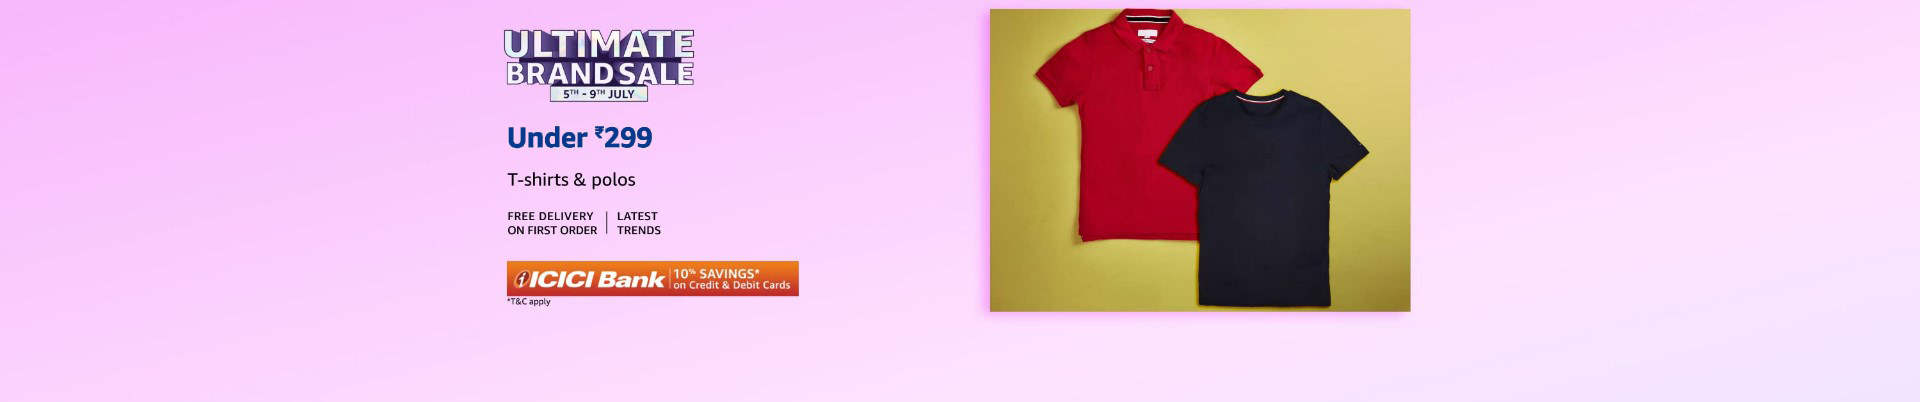 ULTIMATE
BRAND SALE
5TH - 9TH JULY
Under ₹299
T-shirts & polos
FREE DELIVERY
ON FIRST ORDER
LATEST
TRENDS
ICICI Bank
10% SAVINGS*
on Credit & Debit Cards
*T&C apply